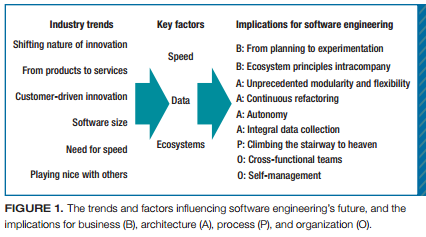 Industry trends
Shifting nature of innovation
From products to services
Customer-driven innovation
Software size
Need for speed
Playing nice with others
Key factors
Speed
Data
Ecosystems
Implications for software engineering
B: From planning to experimentation
B: Ecosystem principles intracompany
A: Unprecedented modularity and flexibility
A: Continuous refactoring
A: Autonomy
A: Integral data collection
P: Climbing the stairway to heaven
O: Cross-functional teams
O: Self-management
FIGURE 1. The trends and factors influencing software engineering’s future, and the
implications for business (B), architecture (A), process (P), and organization (O).